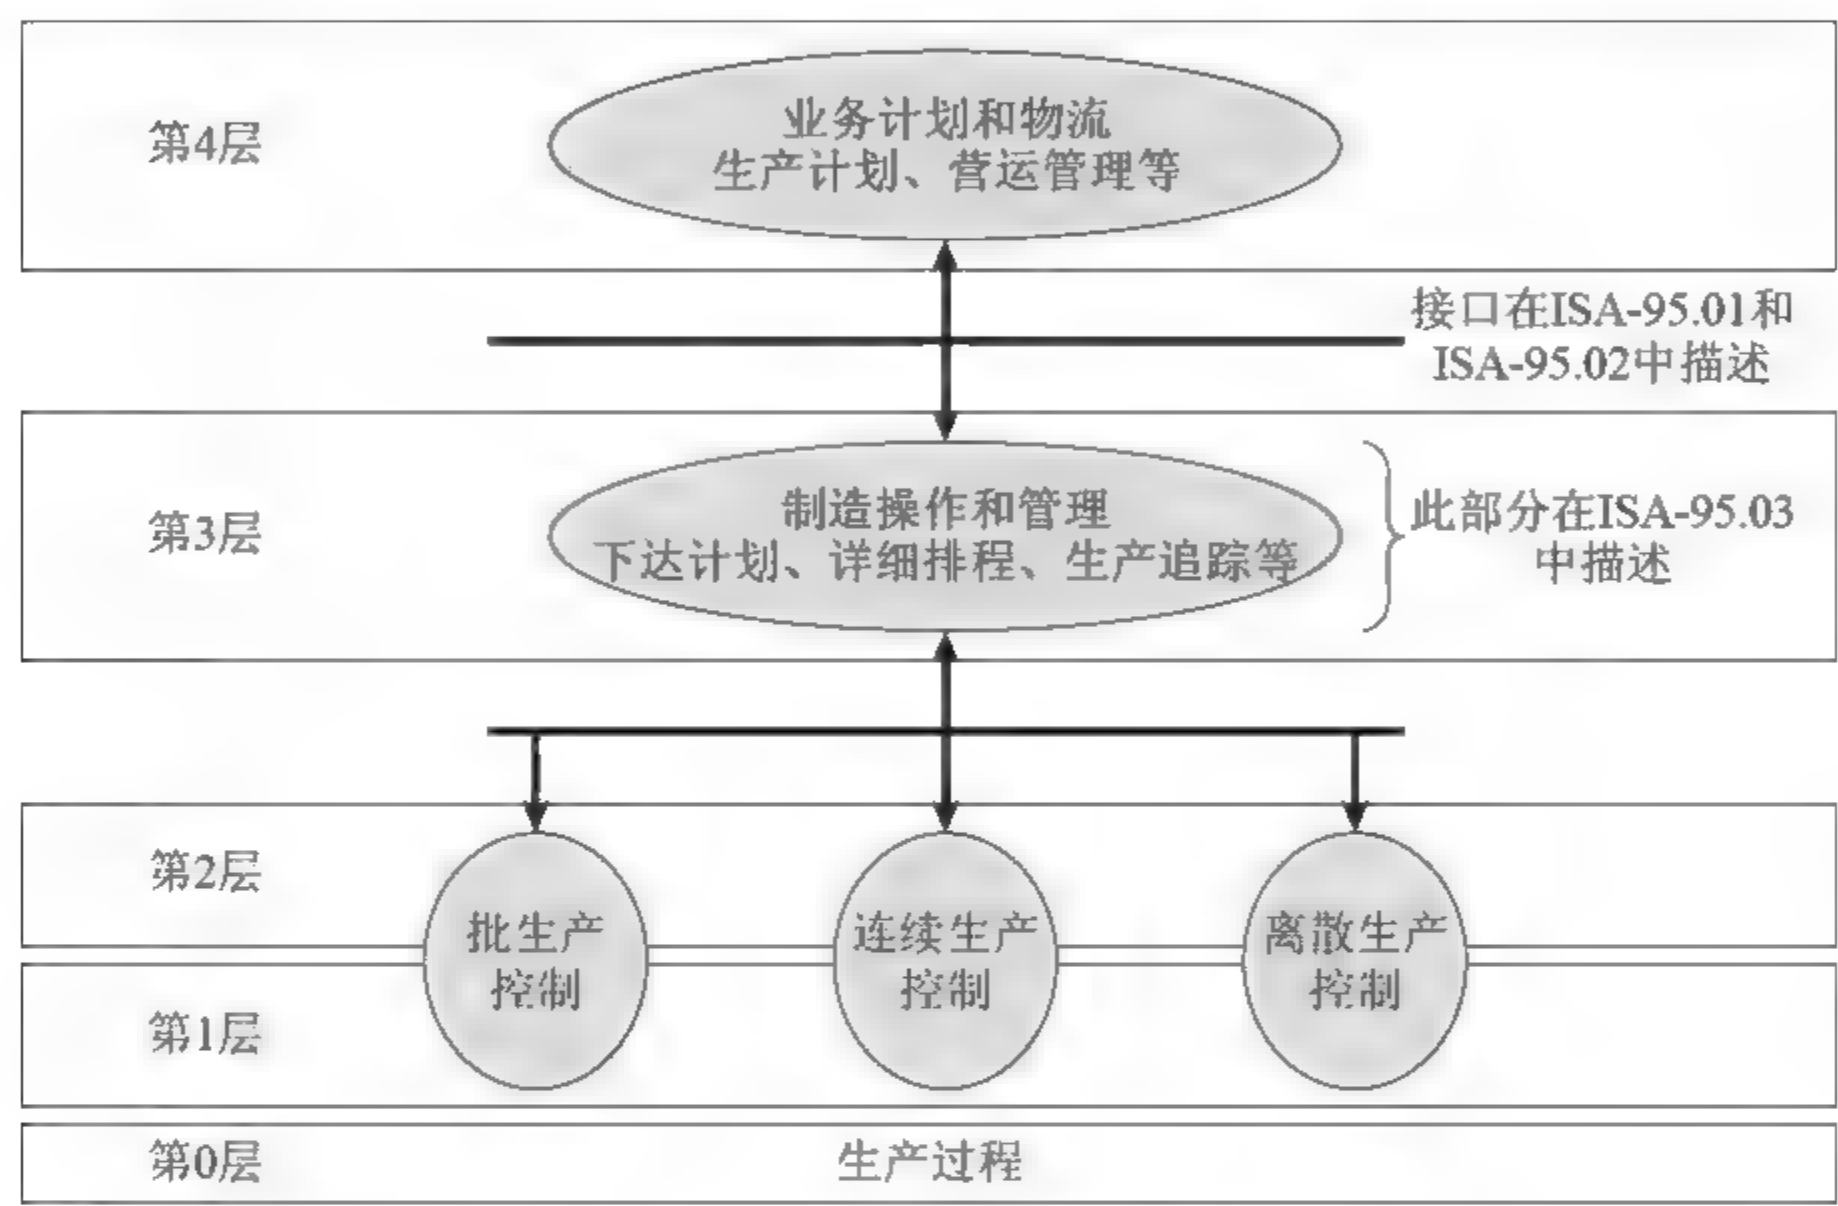 第4层
业务计划和物流
生产计划、营运管理等
接口在ISA-95.01和
ISA-95.02中描述
第3层
制造操作和管理
下达计划、详细排程、生产追踪等
此部分在ISA-95.03
中描述
第2层
批生产
控制
连续生产
控制
离散生产
控制
第1层
第0层
生产过程